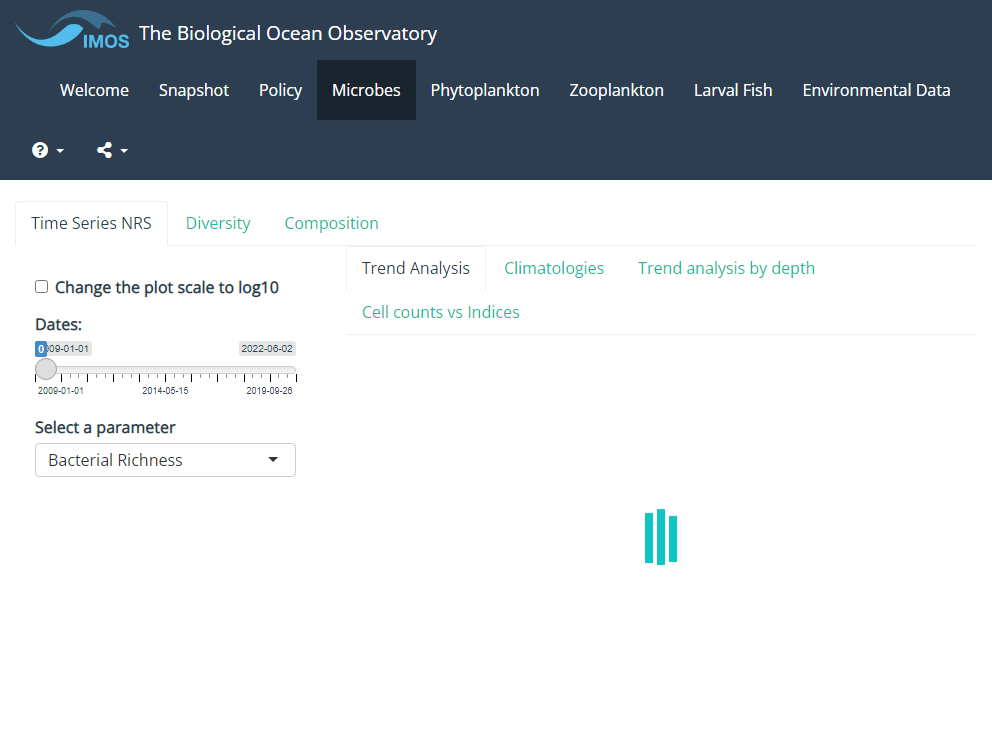 IMOS The Biological Ocean Observatory
Welcome Snapshot Policy Microbes Phytoplankton Zooplankton Larval Fish Environmental Data
?
Time Series NRS Diversity Composition
Trend Analysis Climatologies Trend analysis by depth
Cell counts vs Indices
Change the plot scale to log10
Dates:
0 09-01-01 2022-06-02
2009-01-01 2014-05-15 2019-09-26
Select a parameter
Bacterial Richness